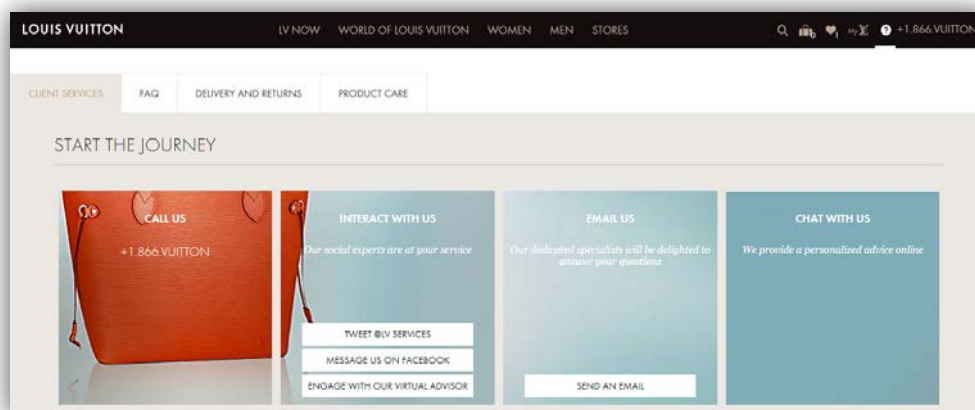 LOUIS VUITTON
LV NOW WORLD OF LOUIS VUITTON WOMEN MEN STORES
+1.866.VUITTON
CLIENT SERVICES
FAQ
DELIVERY AND RETURNS
PRODUCT CARE
START THE JOURNEY
CALL US
+1.866.VUITTON
INTERACT WITH US
Our social experts are at your service
TWEET @LV SERVICES
MESSAGE US ON FACEBOOK
ENGAGE WITH OUR VIRTUAL ADVISOR
EMAIL US
Our dedicated specialists will be delighted to
answer your questions
SEND AN EMAIL
CHAT WITH US
We provide a personalized advice online